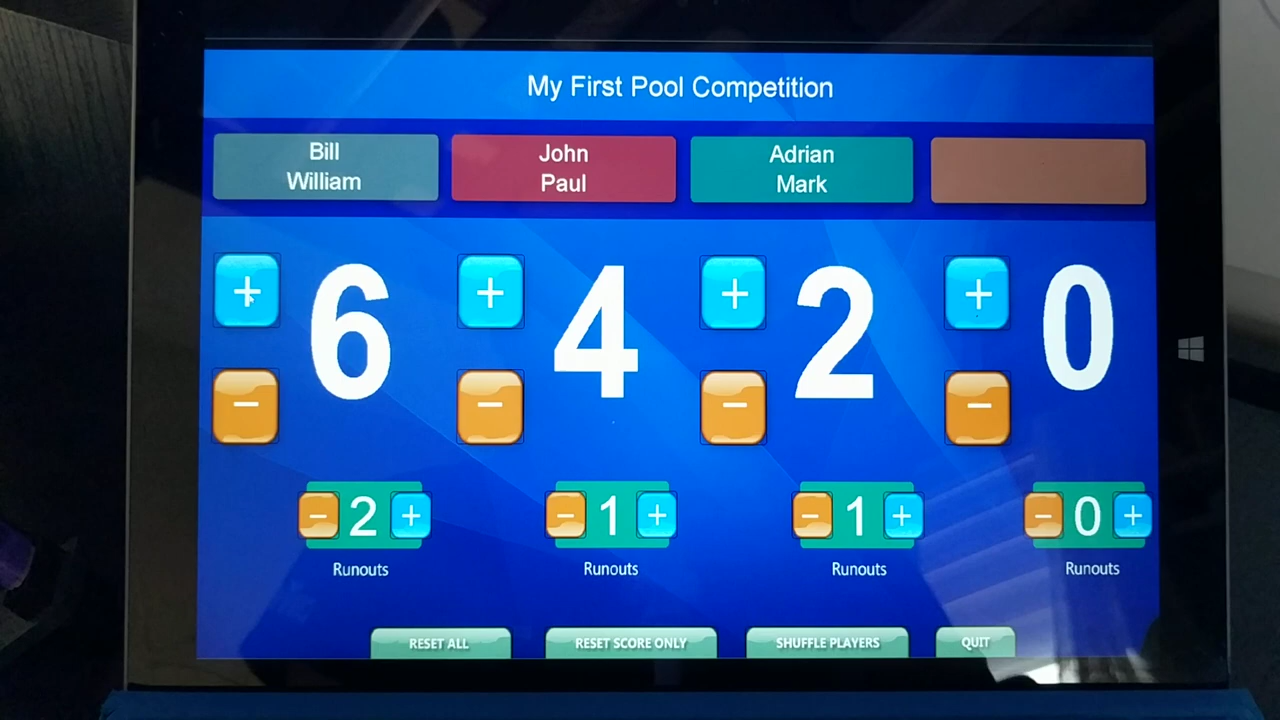 My First Pool Competition
Bill
William
John
Paul
Adrian
Mark
+ 6 + 4 + 2 + 0
− − − −
− 2 + − 1 + − 1 + − 0 +
Runouts Runouts Runouts Runouts
RESET ALL RESET SCORE ONLY SHUFFLE PLAYERS QUIT